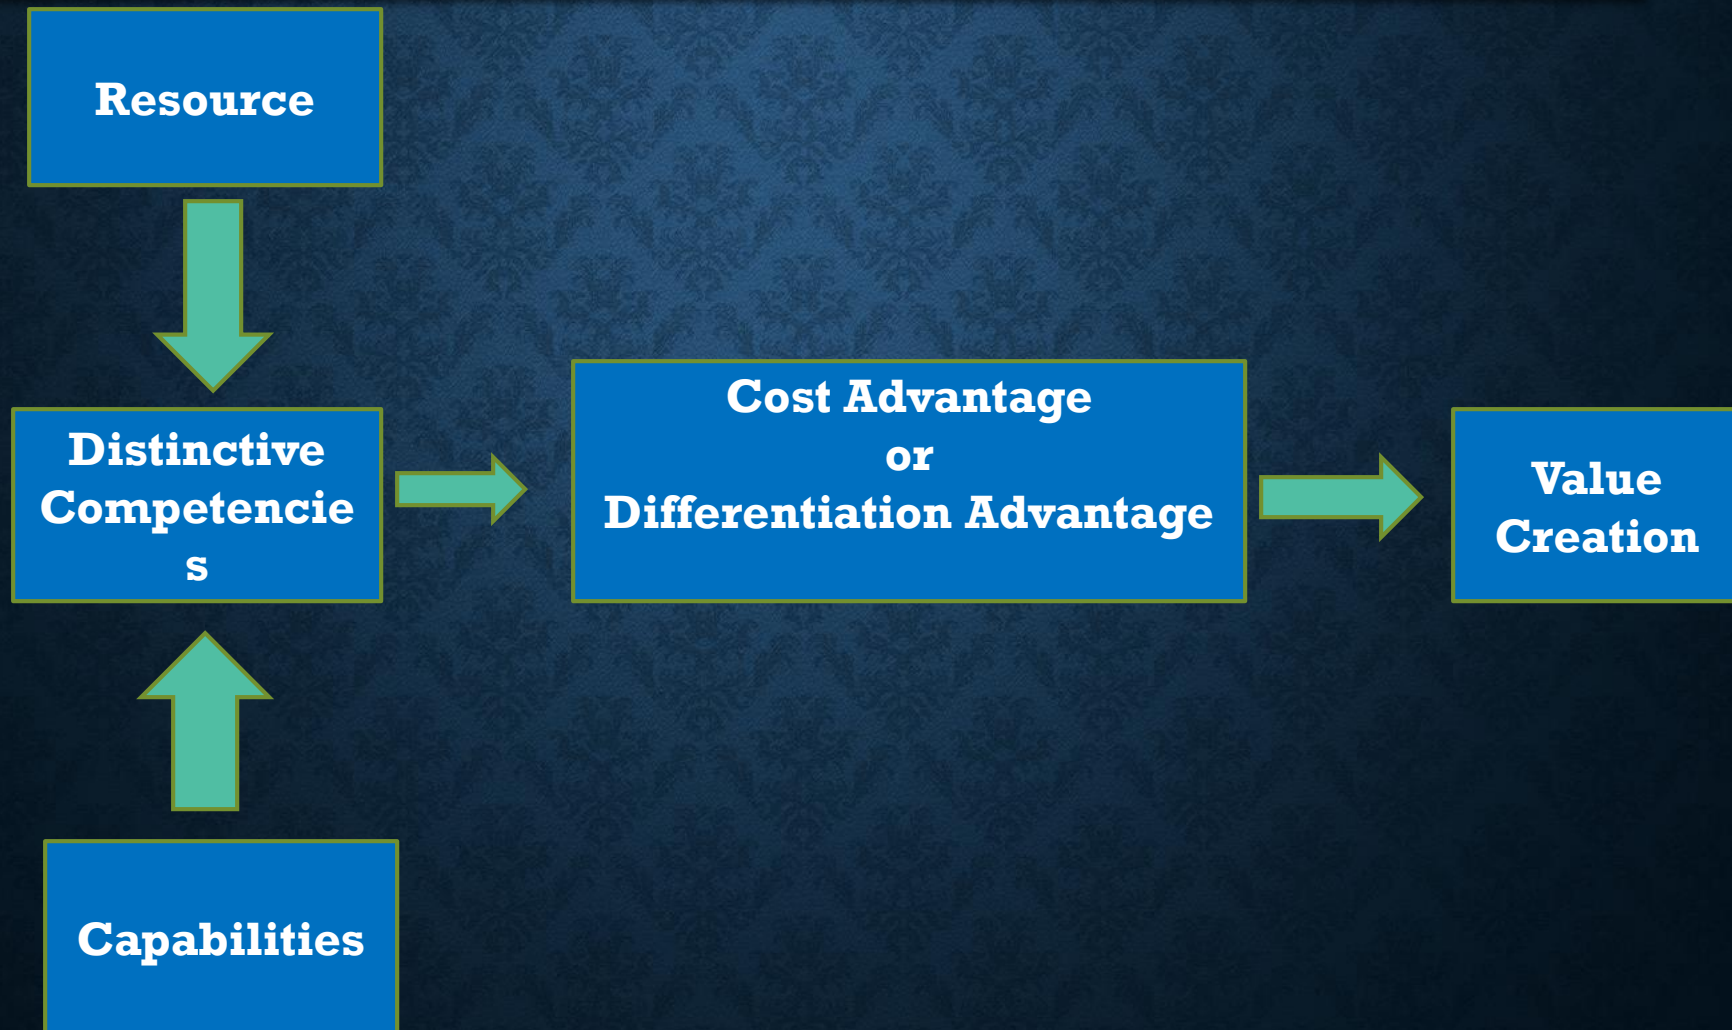 Resource
Distinctive
Competencie
s
Cost Advantage
or
Differentiation Advantage
Value
Creation
Capabilities